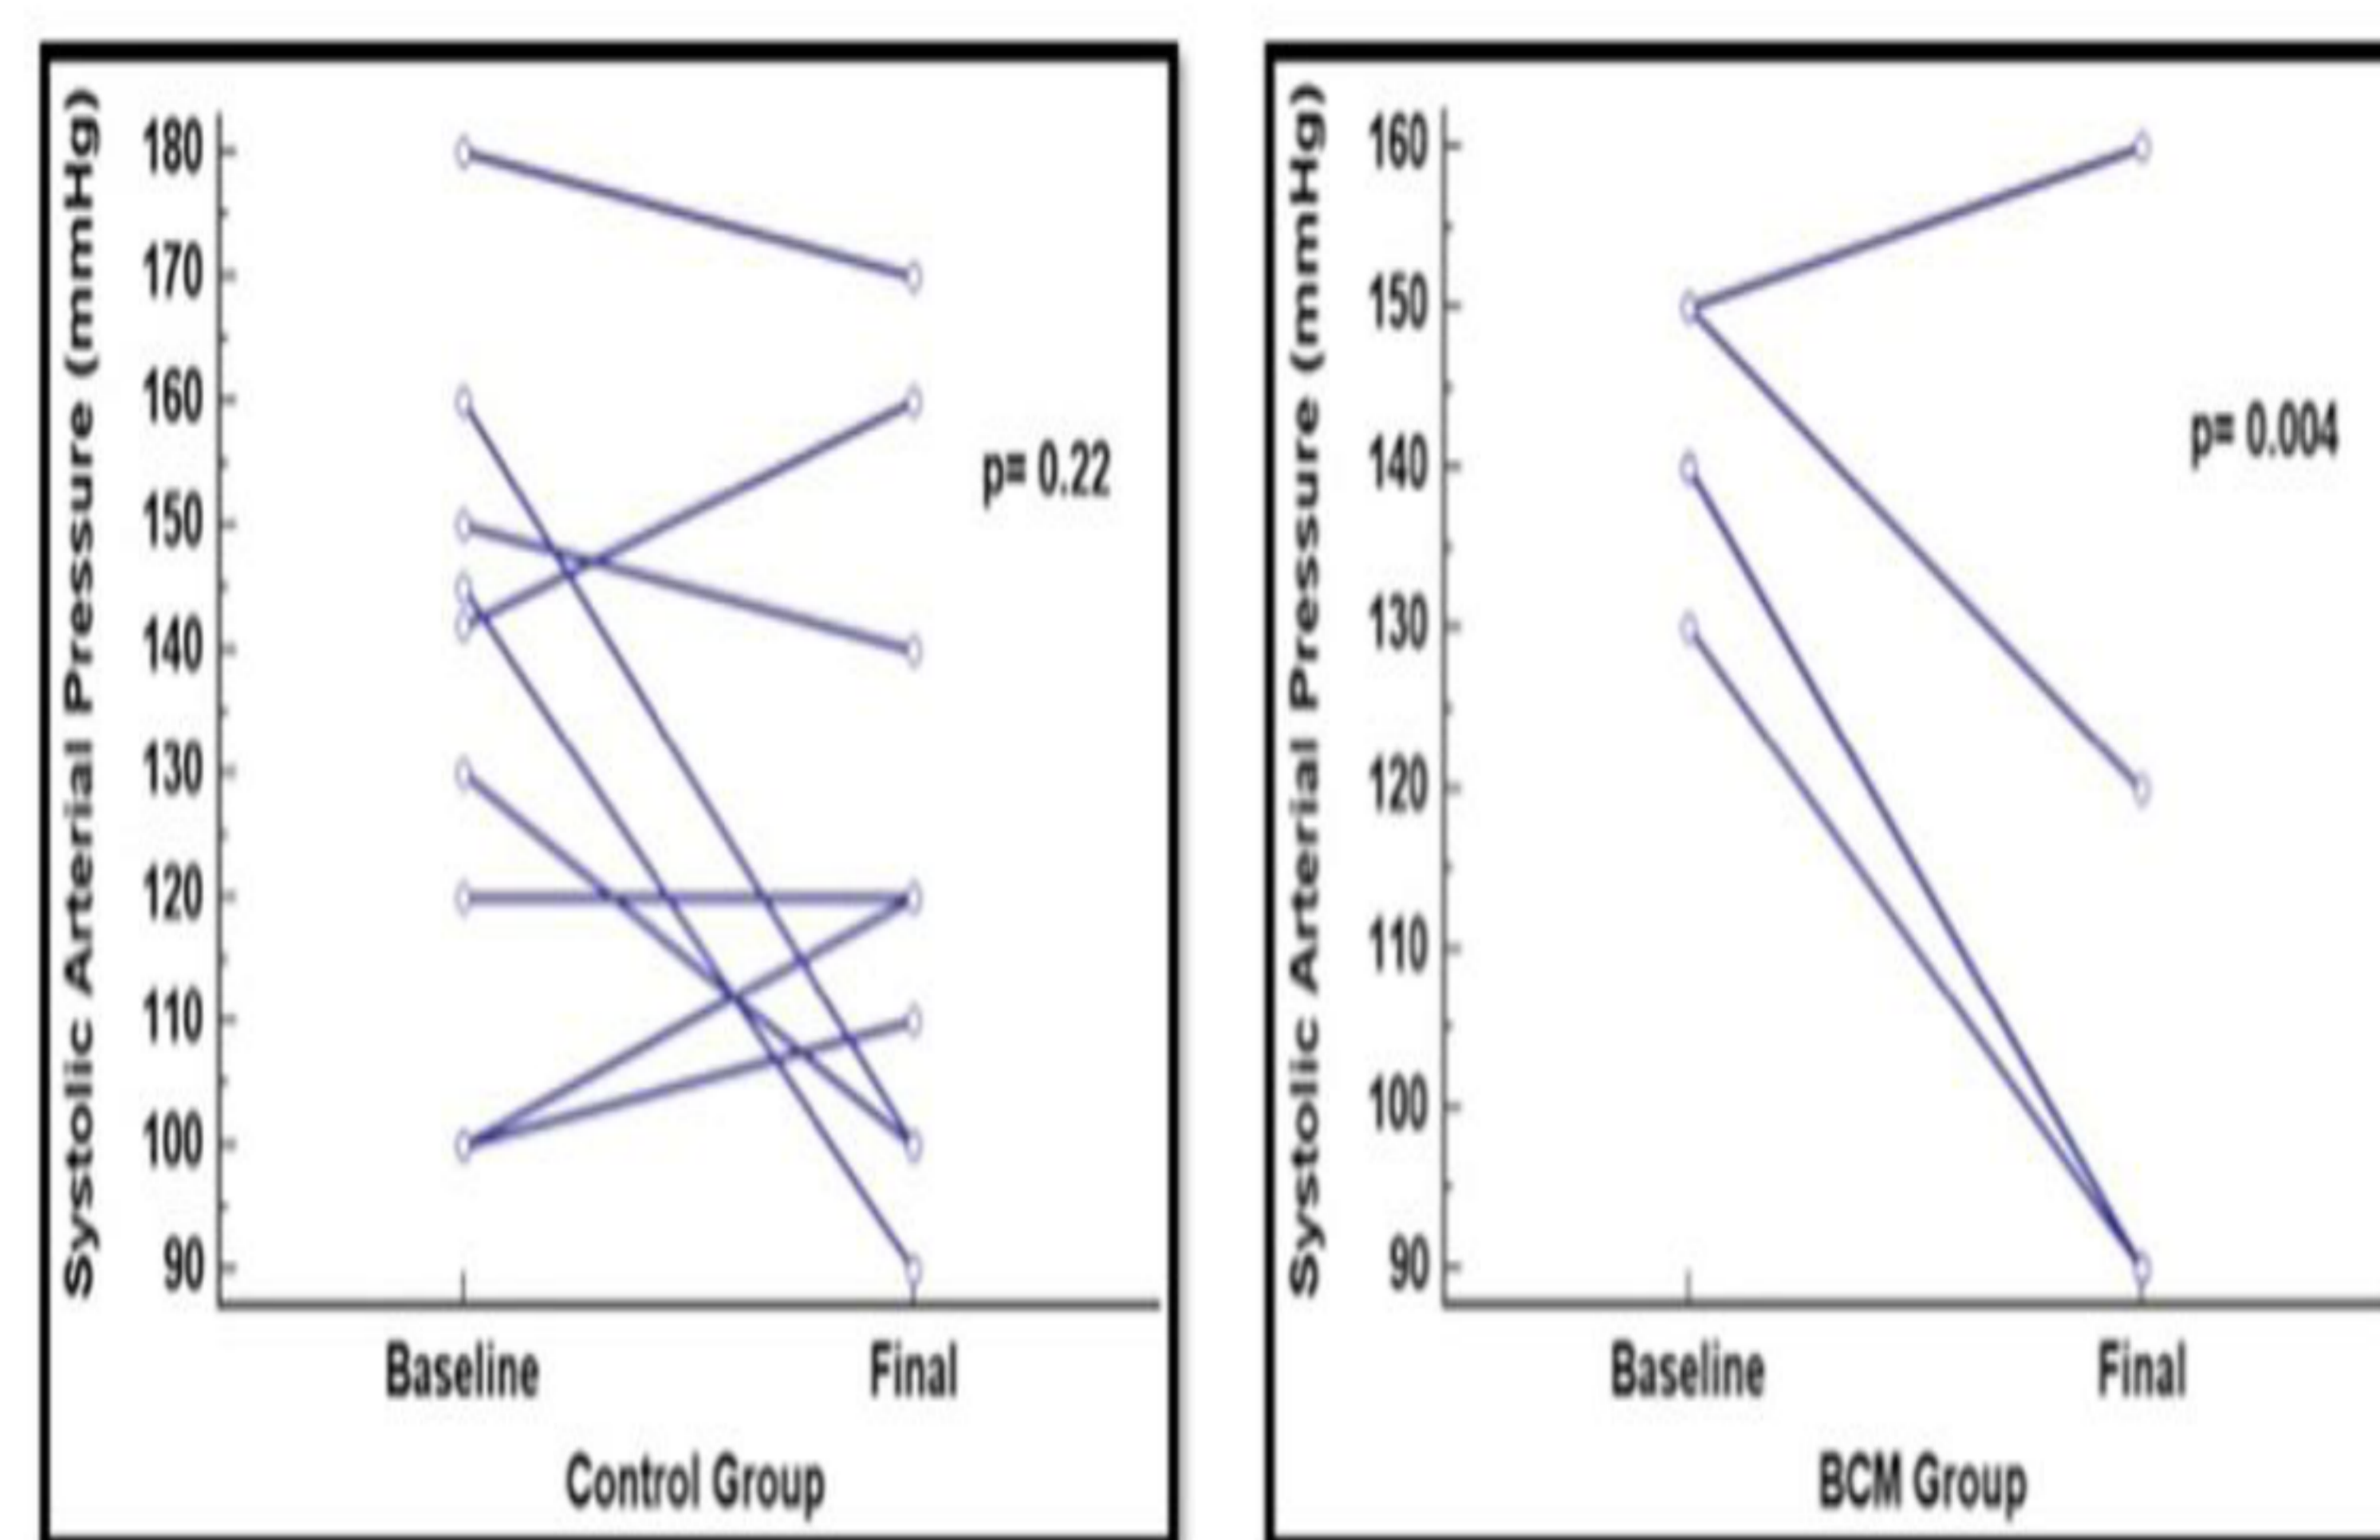 Systolic Arterial Pressure (mmHg)
180
170
160
150
140
130
120
110
100
90
p= 0.22
Baseline
Final
Control Group
Systolic Arterial Pressure (mmHg)
160
150
140
130
120
110
100
90
p= 0.004
Baseline
Final
BCM Group